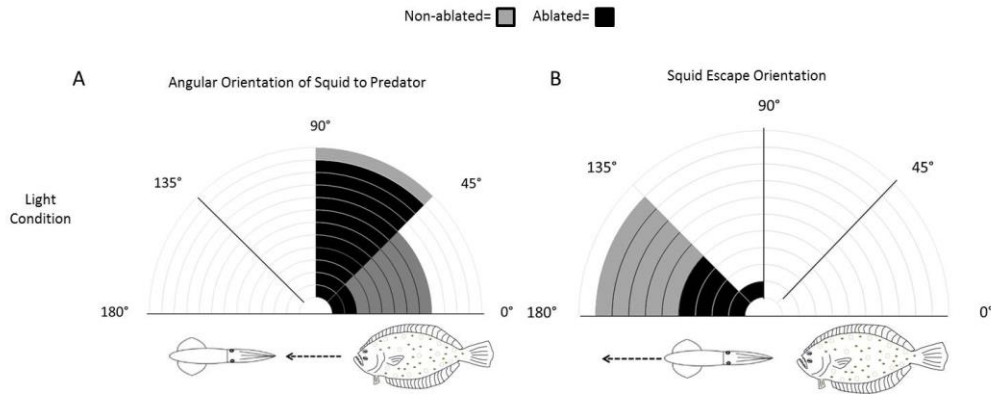 Non-ablated= Ablated=
A
Angular Orientation of Squid to Predator
B
Squid Escape Orientation
90°
90°
135°
45°
135°
45°
Light
Condition
180°
0°
180°
0°